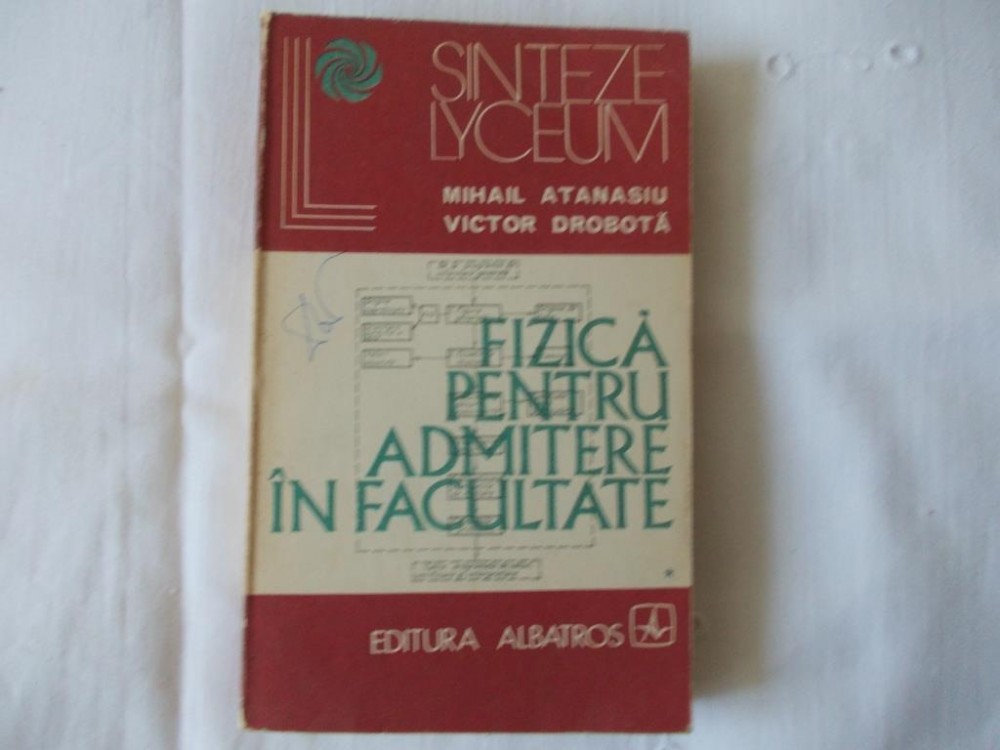 SINTEZE
LYCEUM
MIHAIL ATANASIU
VICTOR DROBOTĂ
FIZICĂ
PENTRU
ADMITERE
ÎN FACULTATE
*
EDITURA ALBATROS